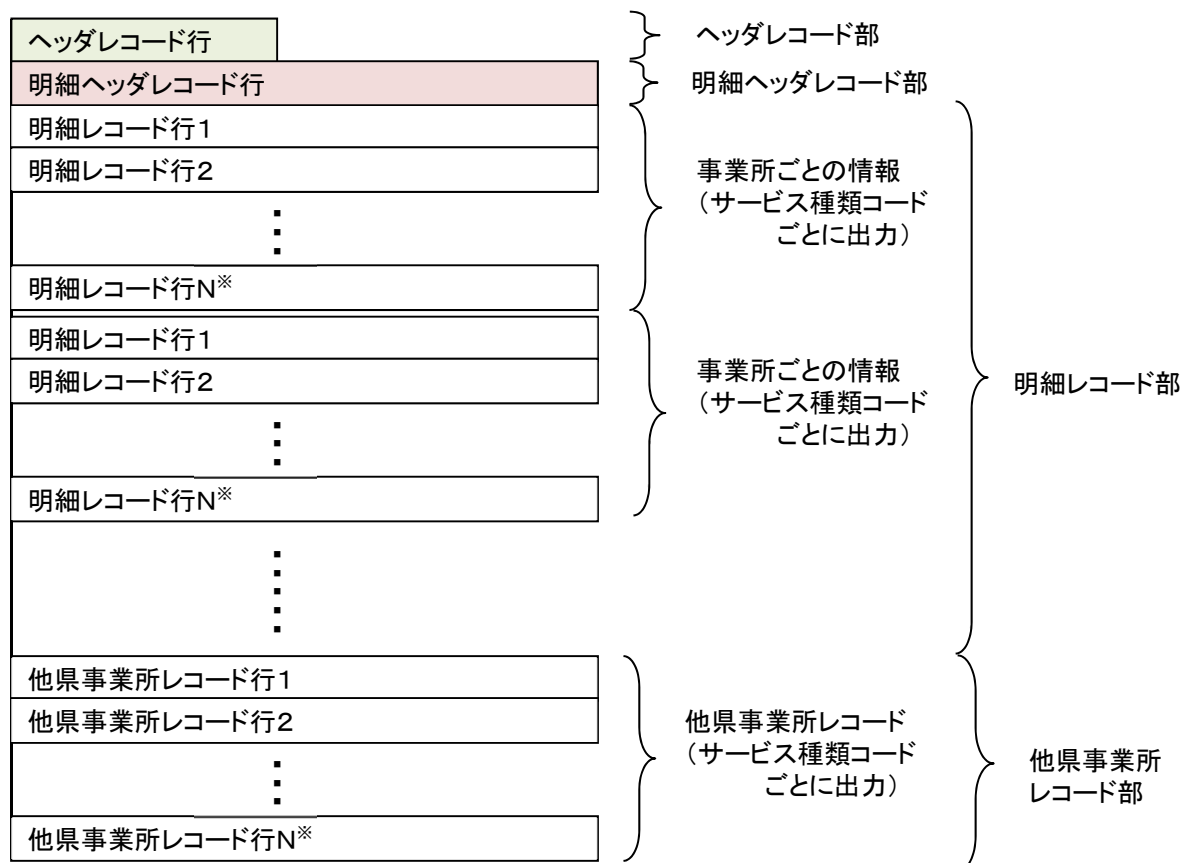 ヘッダレコード行
ヘッダレコード部
明細ヘッダレコード行
明細ヘッダレコード部
明細レコード行1
明細レコード行2
明細レコード行N※
事業所ごとの情報
(サービス種類コード
ごとに出力)
明細レコード行1
明細レコード行2
明細レコード行N※
事業所ごとの情報
(サービス種類コード
ごとに出力)
明細レコード部
他県事業所レコード行1
他県事業所レコード行2
他県事業所レコード行N※
他県事業所レコード
(サービス種類コード
ごとに出力)
他県事業所
レコード部